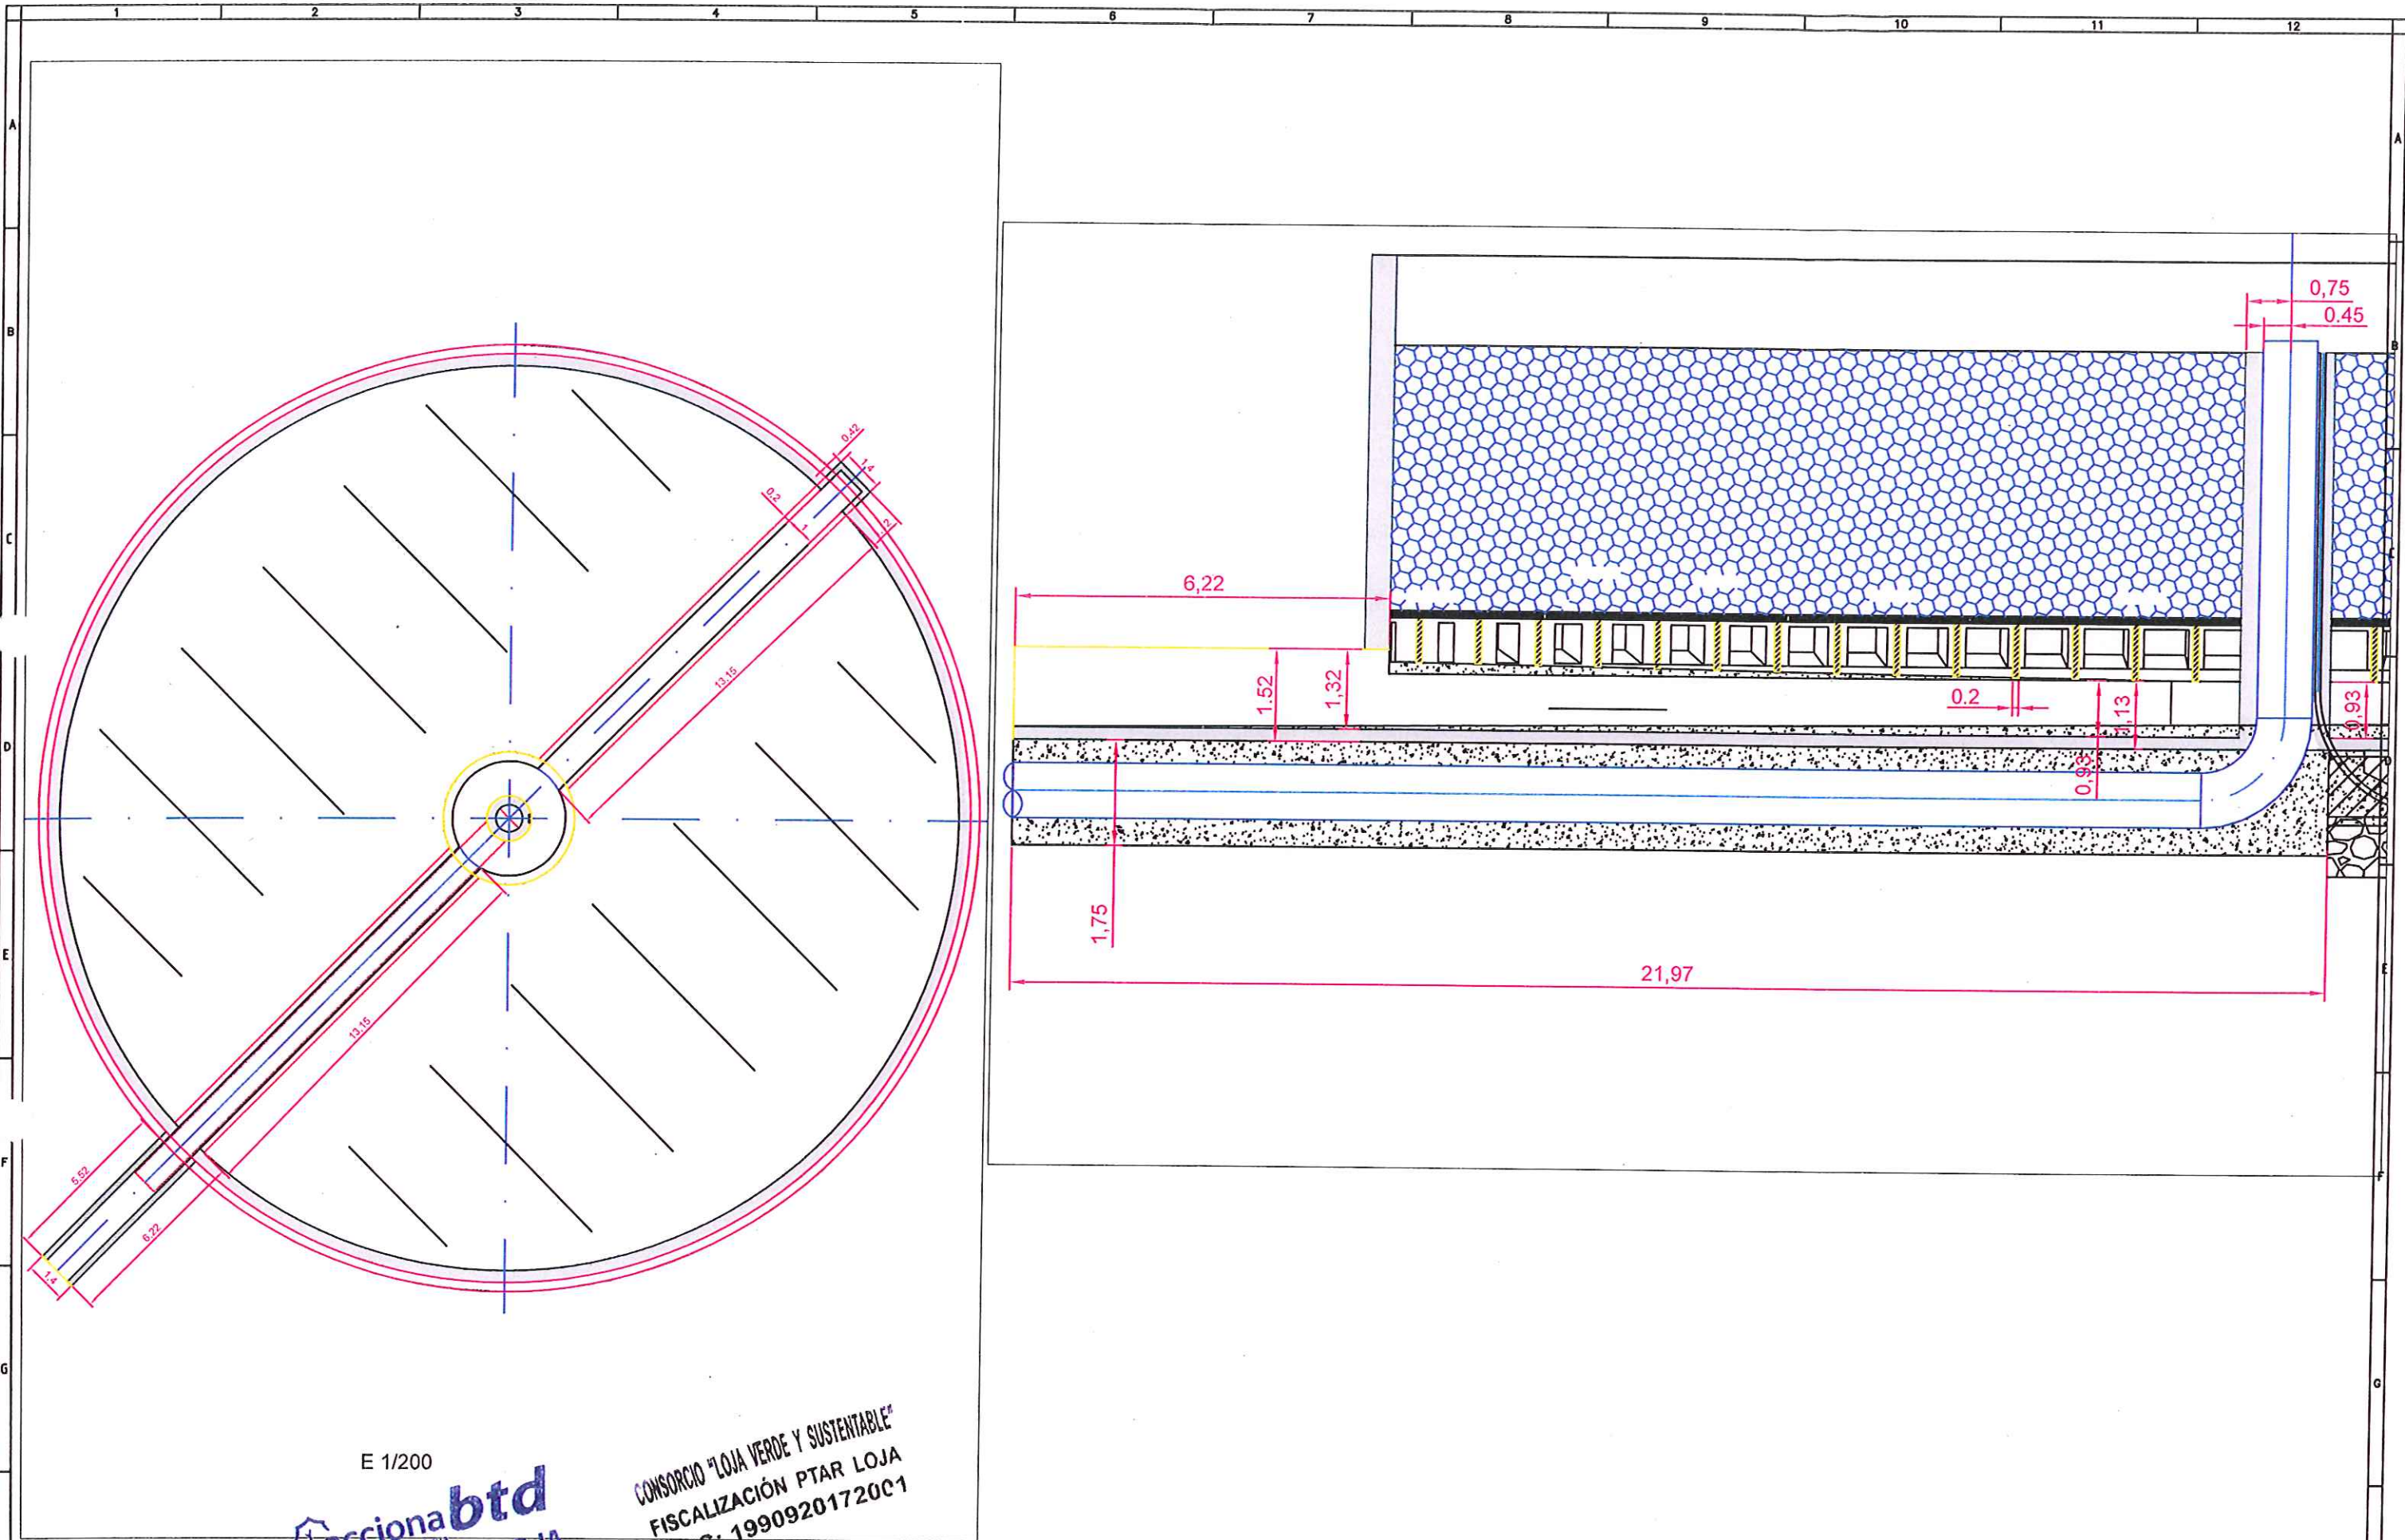 1 2 3 4 5 6 7 8 9 10 11 12
A
B
C
D
E
F
G
A
B
D
E
F
G
0.42
1.4
0.2
1
2
13.15
13.15
5.52
6.22
1.4
0,75
0.45
6,22
1.52
1,32
0.2
1,13
0,93
0,93
1,75
21,97
E 1/200
accionabtd
CONSORCIO "LOJA VERDE Y SUSTENTABLE"
FISCALIZACIÓN PTAR LOJA
1990920172001